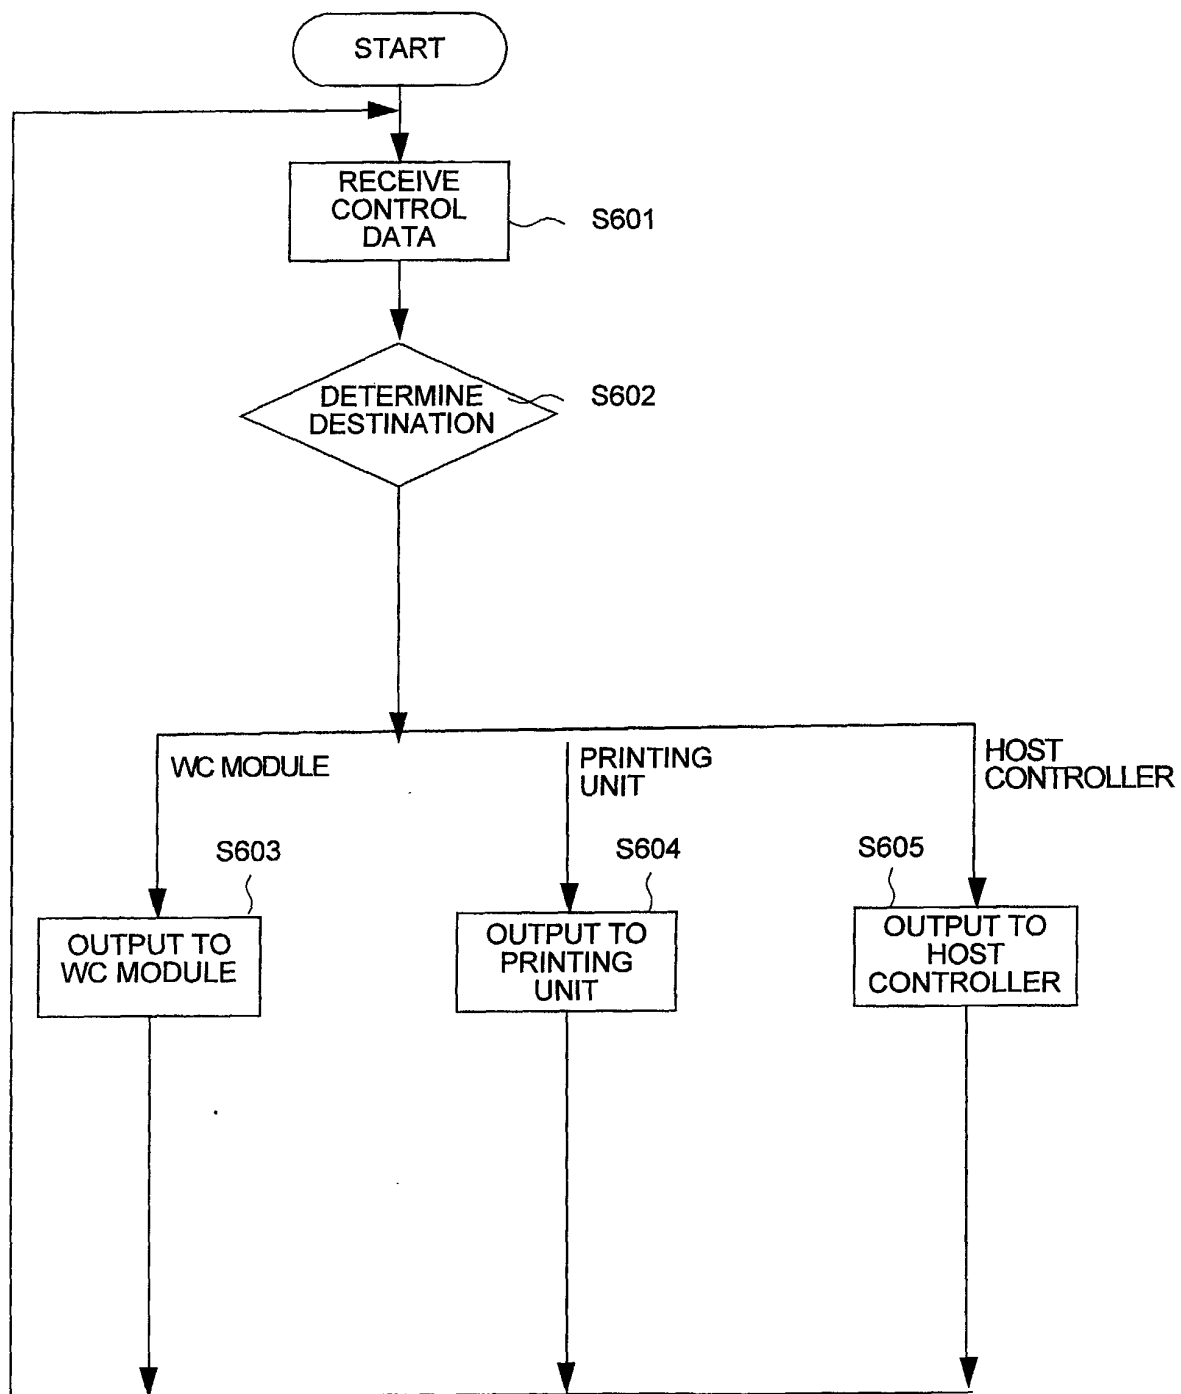 START
RECEIVE
CONTROL
DATA
S601
DETERMINE
DESTINATION
S602
WC MODULE
PRINTING
UNIT
HOST
CONTROLLER
S603
S604
S605
OUTPUT TO
WC MODULE
OUTPUT TO
PRINTING
UNIT
OUTPUT TO
HOST
CONTROLLER